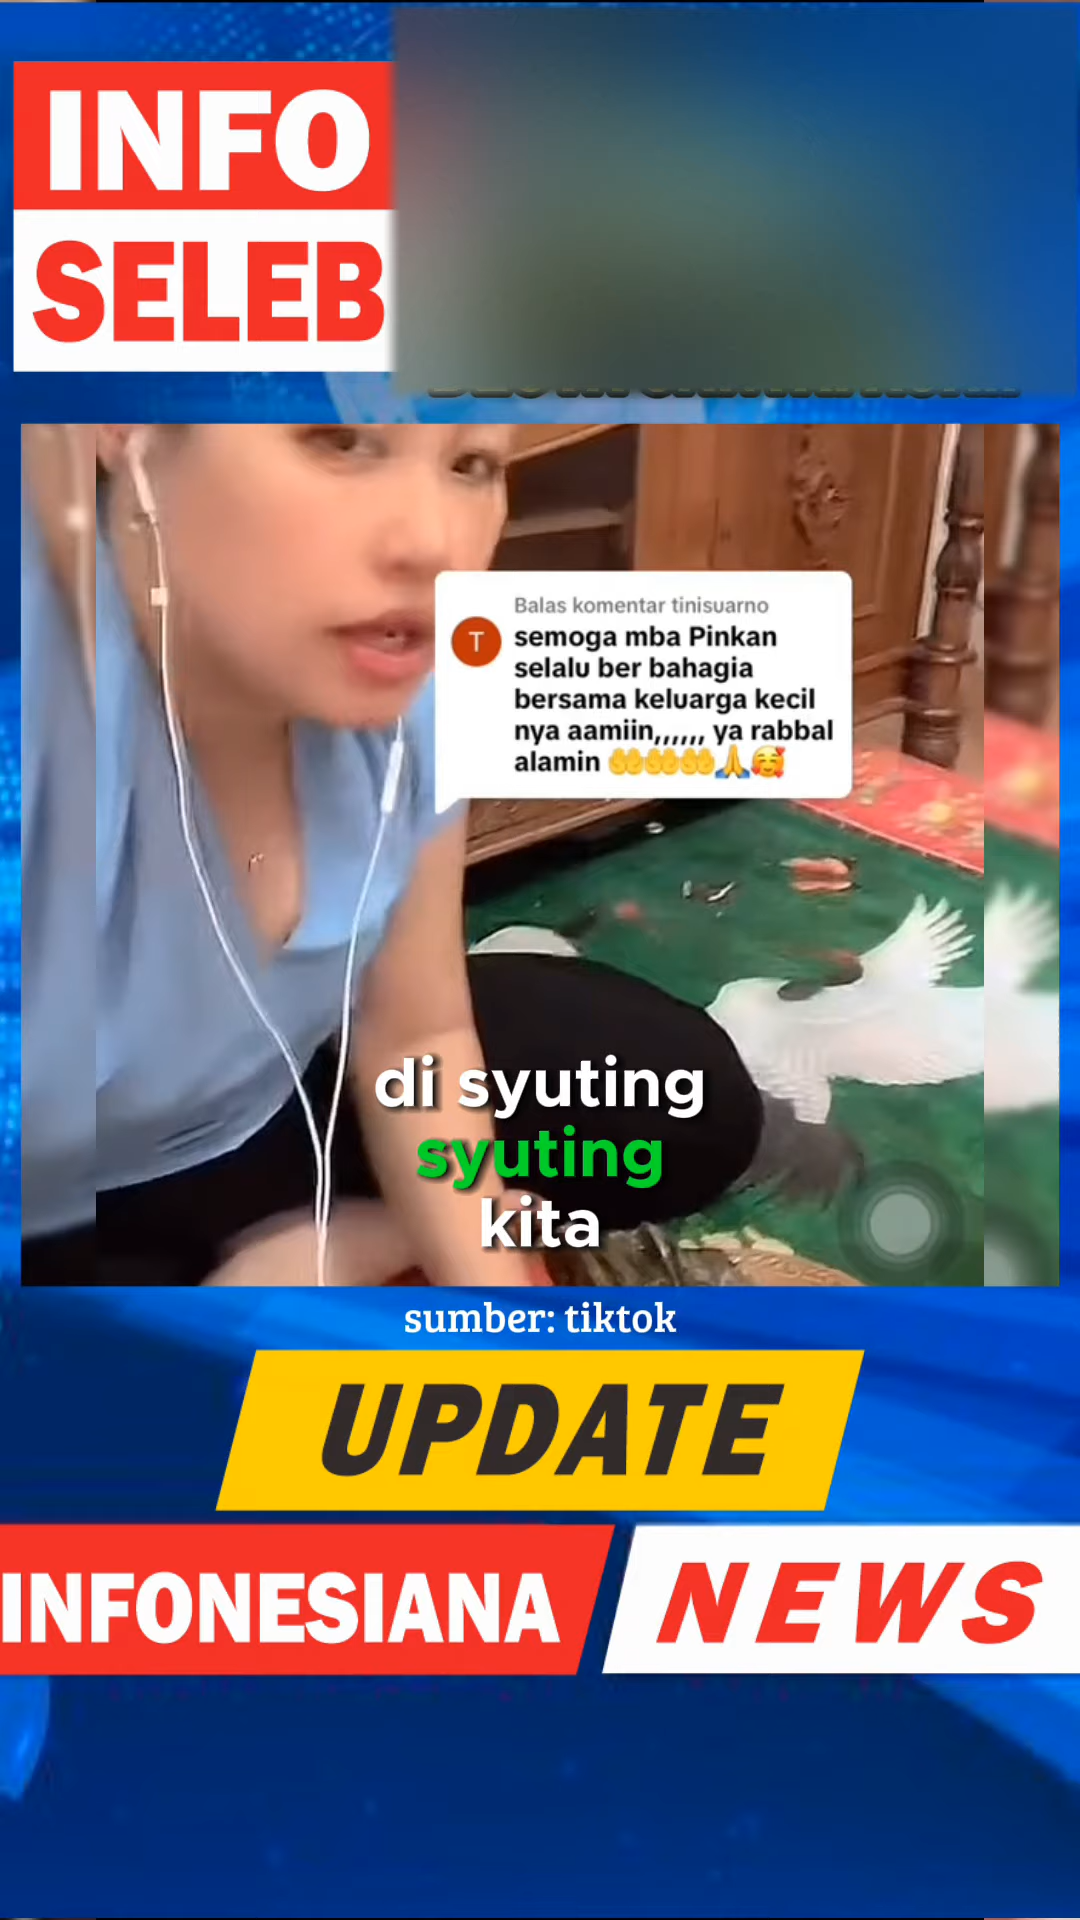 INFO
SELEB
Balas komentar tinisuarno
T
semoga mba Pinkan
selalu ber bahagia
bersama keluarga kecil
nya aamiin,,,,,, ya rabbal
alamin 🤲🤲🤲🙏🥰
di syuting
syuting
kita
sumber: tiktok
UPDATE
INFONESIANA
NEWS